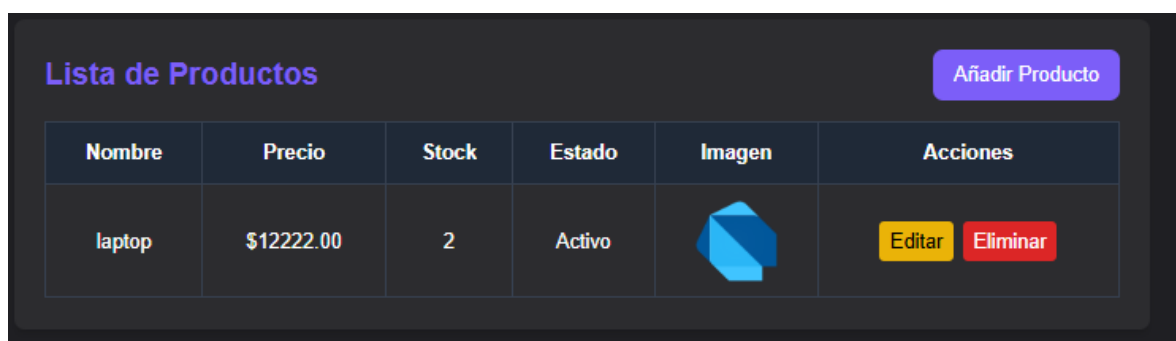 Lista de Productos
Añadir Producto
Nombre Precio Stock Estado Imagen Acciones
laptop $12222.00 2 Activo Editar Eliminar